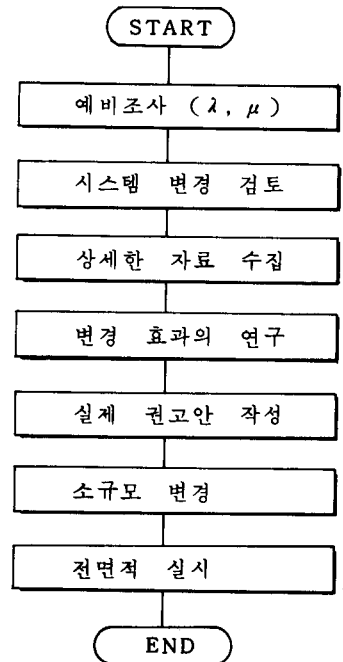 START
예비조사 (λ, μ)
시스템 변경 검토
상세한 자료 수집
변경 효과의 연구
실제 권고안 작성
소규모 변경
전면적 실시
END